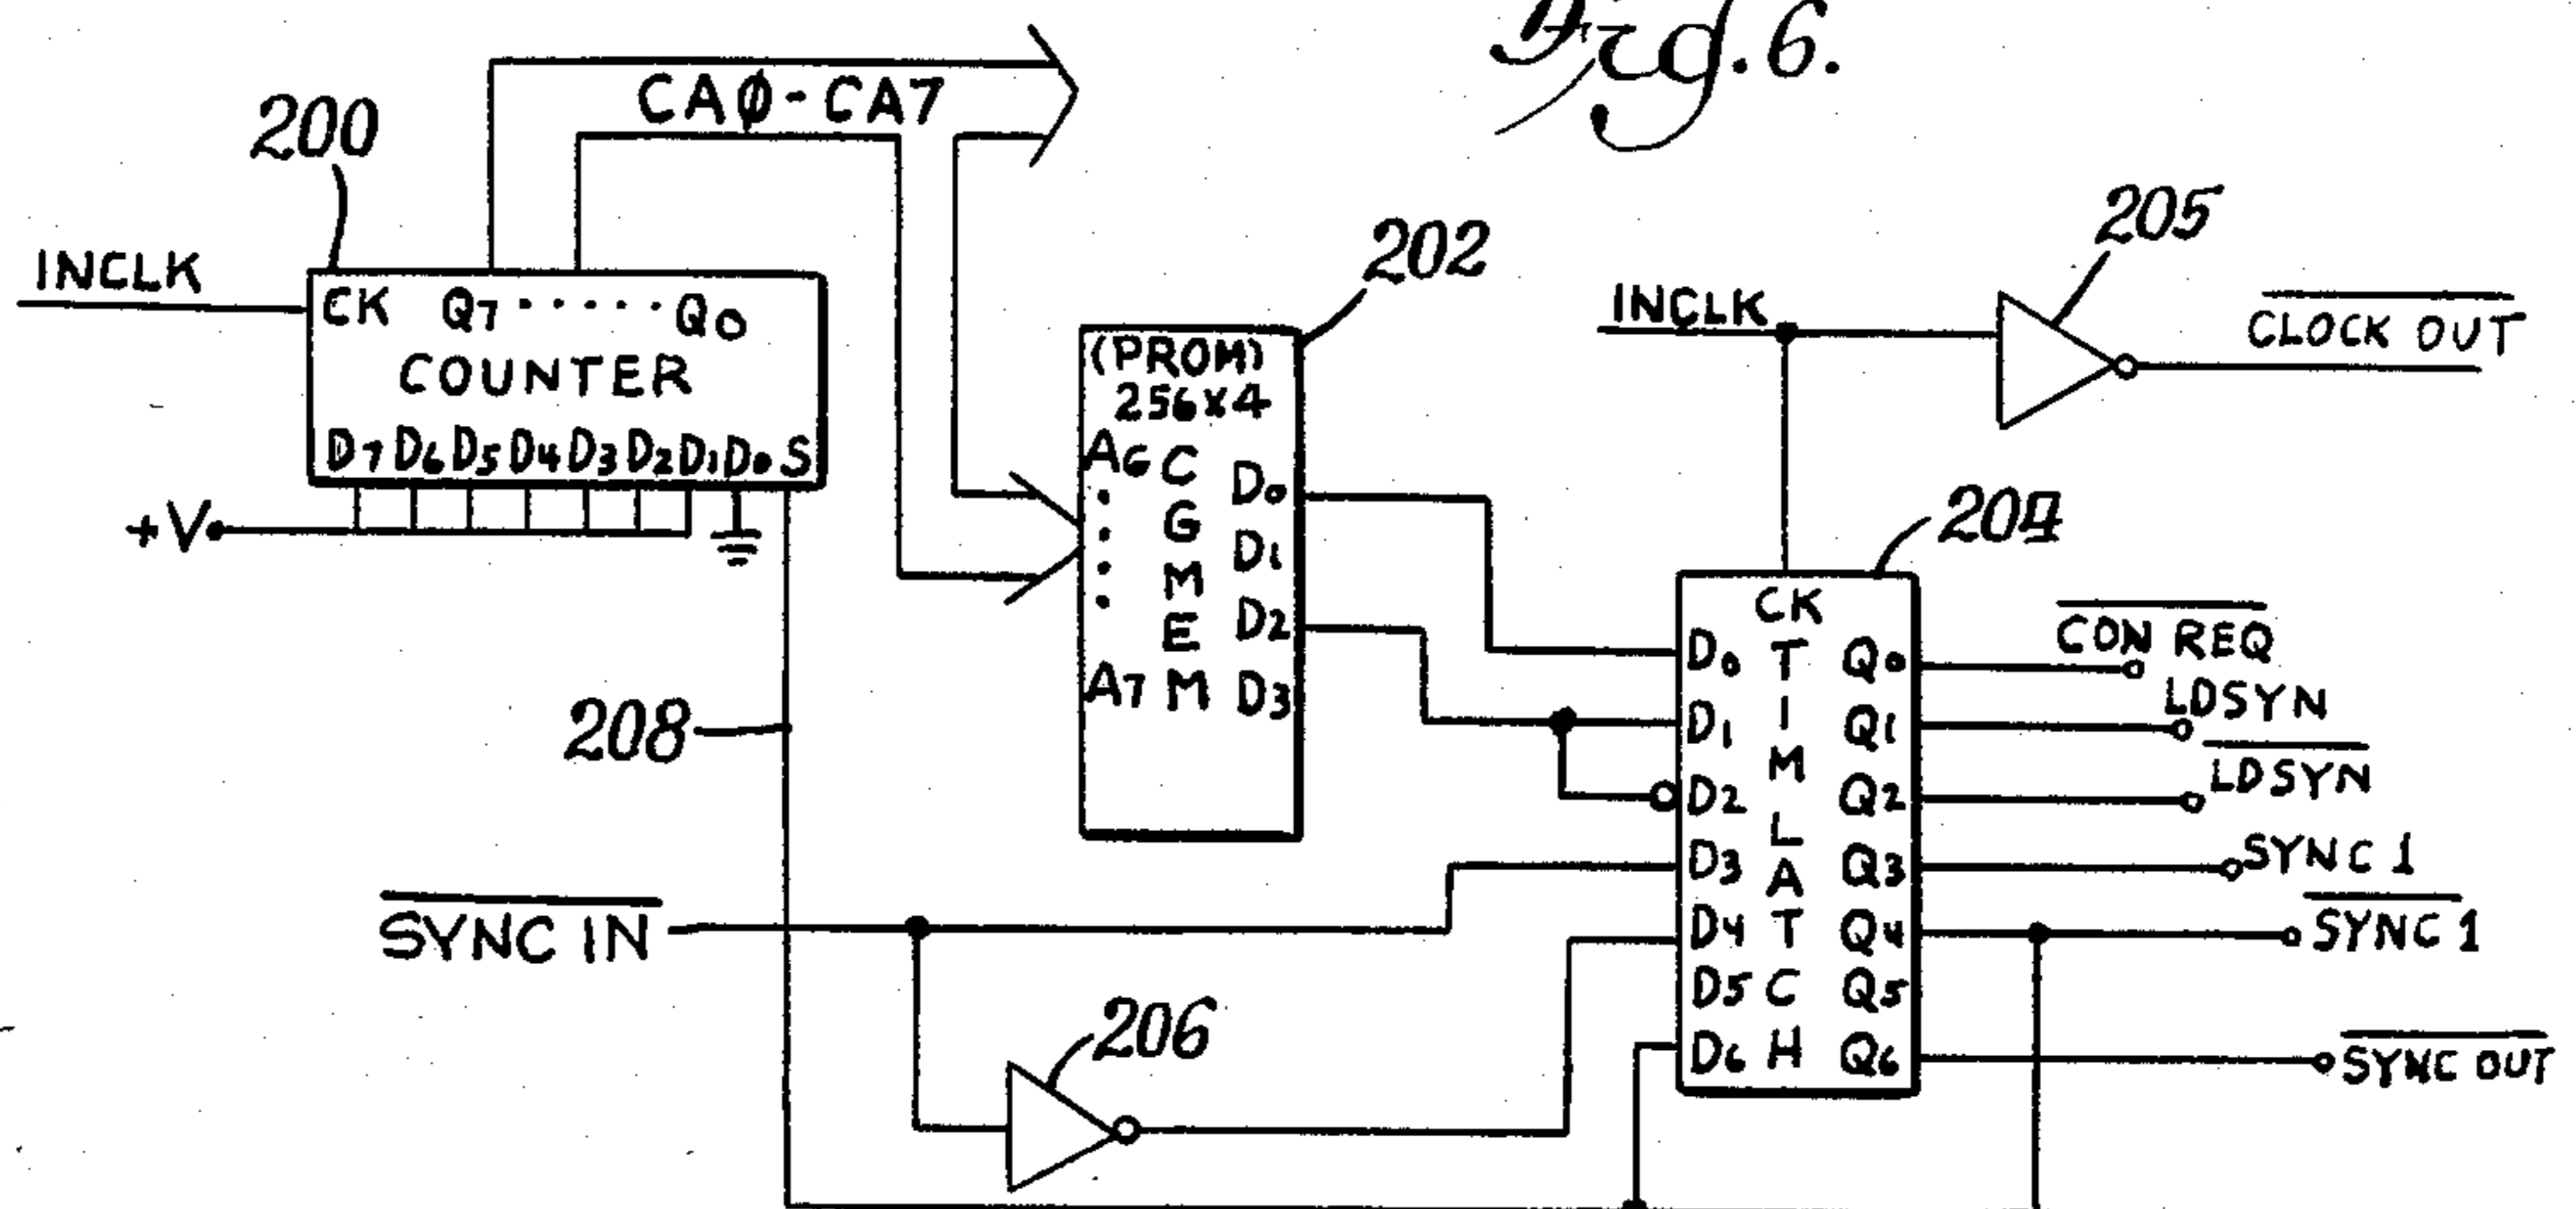 Fig. 6.
CAØ-CA7
200
INCLK
CK Q7 ····· Q0
COUNTER
D7 D6 D5 D4 D3 D2 D1 D0 S
+V
202
(PROM)
256X4
A6
A7
CGMEM
D0
D1
D2
D3
205
INCLK
CLOCK OUT
204
CK
TIMLATCH
D0
D1
D2
D3
D4
D5
D6
Q0
Q1
Q2
Q3
Q4
Q5
Q6
CON REQ
LDSYN
LDSYN
SYNC 1
SYNC 1
SYNC OUT
208
SYNC IN
206